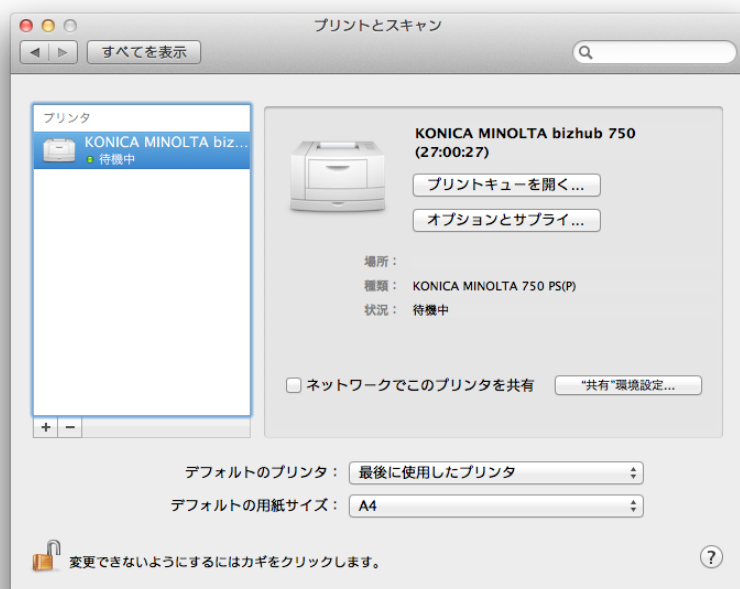 プリントとスキャン
すべてを表示
プリンタ
KONICA MINOLTA biz...
待機中
KONICA MINOLTA bizhub 750
(27:00:27)
プリントキューを開く...
オプションとサプライ...
場所：
種類： KONICA MINOLTA 750 PS(P)
状況： 待機中
ネットワークでこのプリンタを共有
"共有"環境設定...
+ −
デフォルトのプリンタ： 最後に使用したプリンタ
デフォルトの用紙サイズ： A4
変更できないようにするにはカギをクリックします。
?